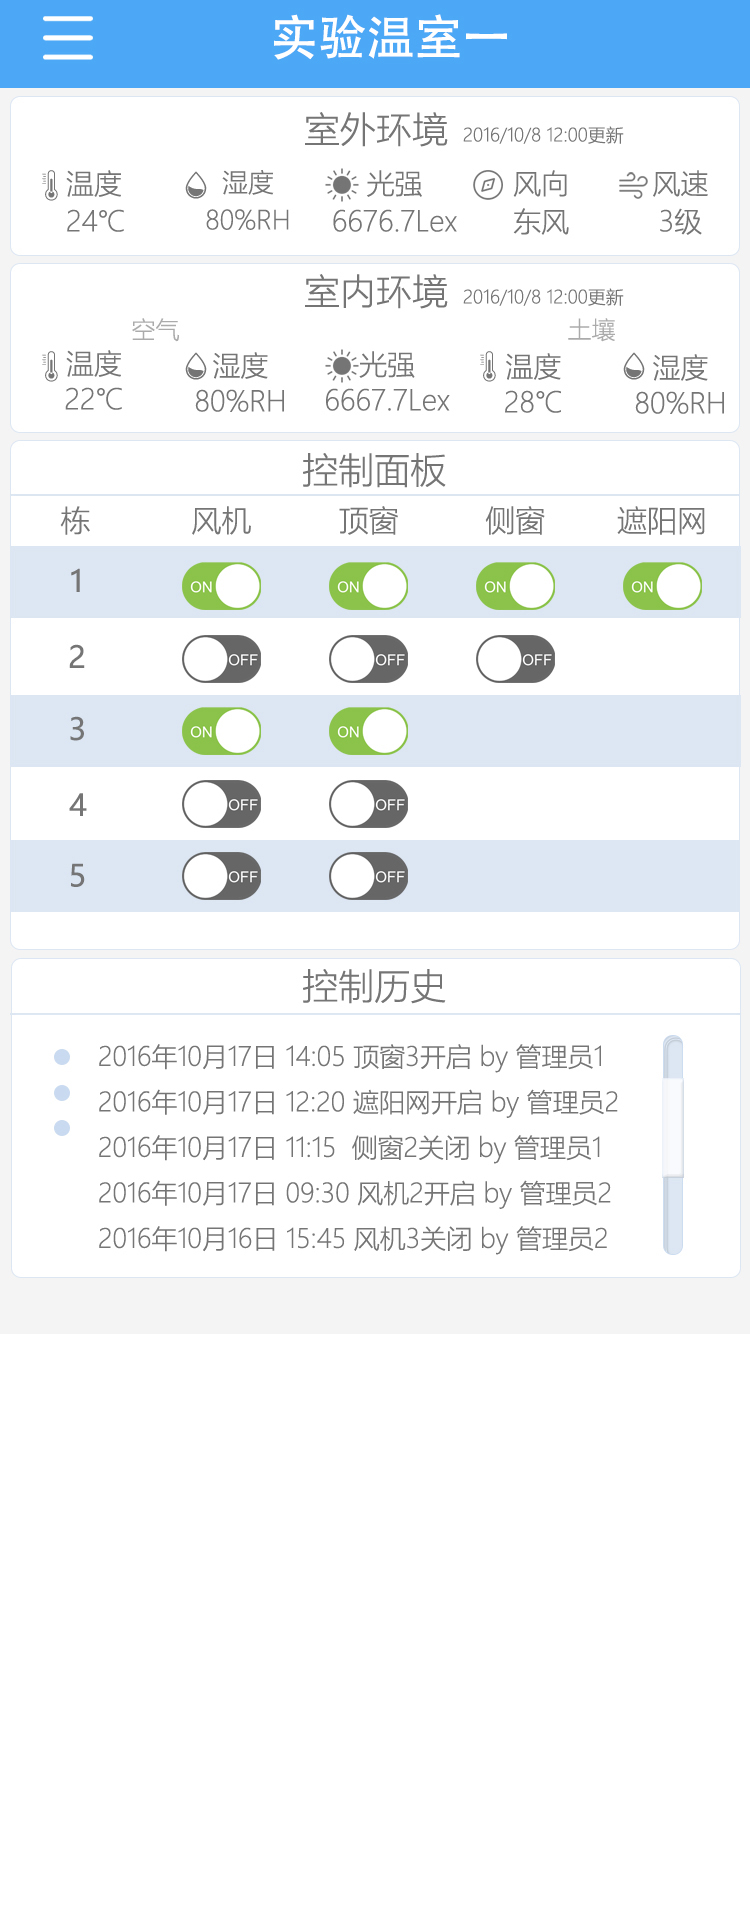 实验温室一
室外环境 2016/10/8 12:00更新
温度 湿度 光强 风向 风速
24℃ 80%RH 6676.7Lex 东风 3级
室内环境 2016/10/8 12:00更新
空气 土壤
温度 湿度 光强 温度 湿度
22℃ 80%RH 6667.7Lex 28℃ 80%RH
控制面板
栋 风机 顶窗 侧窗 遮阳网
1 ON ON ON ON
2 OFF OFF OFF
3 ON ON
4 OFF OFF
5 OFF OFF
控制历史
2016年10月17日 14:05 顶窗3开启 by 管理员1
2016年10月17日 12:20 遮阳网开启 by 管理员2
2016年10月17日 11:15 侧窗2关闭 by 管理员1
2016年10月17日 09:30 风机2开启 by 管理员2
2016年10月16日 15:45 风机3关闭 by 管理员2